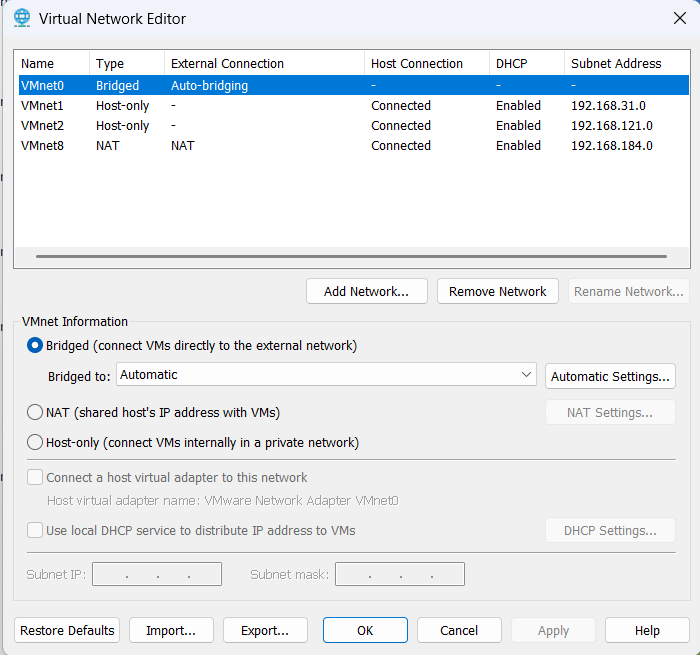 Virtual Network Editor
Name Type External Connection Host Connection DHCP Subnet Address
VMnet0 Bridged Auto-bridging - - -
VMnet1 Host-only - Connected Enabled 192.168.31.0
VMnet2 Host-only - Connected Enabled 192.168.121.0
VMnet8 NAT NAT Connected Enabled 192.168.184.0
Add Network... Remove Network Rename Network...
VMnet Information
Bridged (connect VMs directly to the external network)
Bridged to: Automatic Automatic Settings...
NAT (shared host's IP address with VMs) NAT Settings...
Host-only (connect VMs internally in a private network)
Connect a host virtual adapter to this network
Host virtual adapter name: VMware Network Adapter VMnet0
Use local DHCP service to distribute IP address to VMs DHCP Settings...
Subnet IP: . . . Subnet mask: . . .
Restore Defaults Import... Export... OK Cancel Apply Help